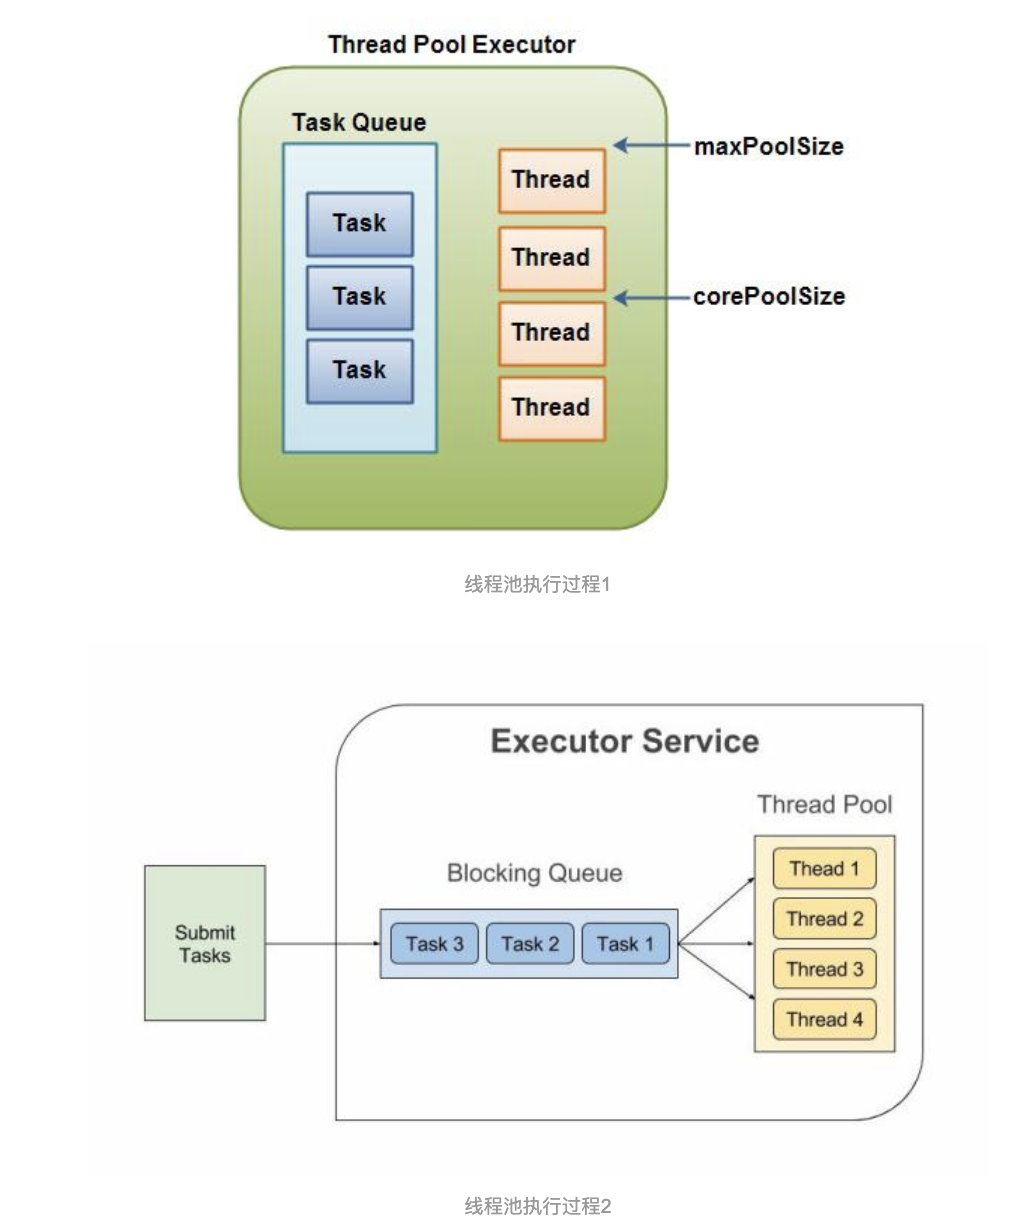 Thread Pool Executor
Task Queue
Task
Task
Task
Thread
Thread
Thread
Thread
maxPoolSize
corePoolSize
线程池执行过程1
Executor Service
Thread Pool
Blocking Queue
Submit
Tasks
Task 3
Task 2
Task 1
Thead 1
Thread 2
Thread 3
Thread 4
线程池执行过程2